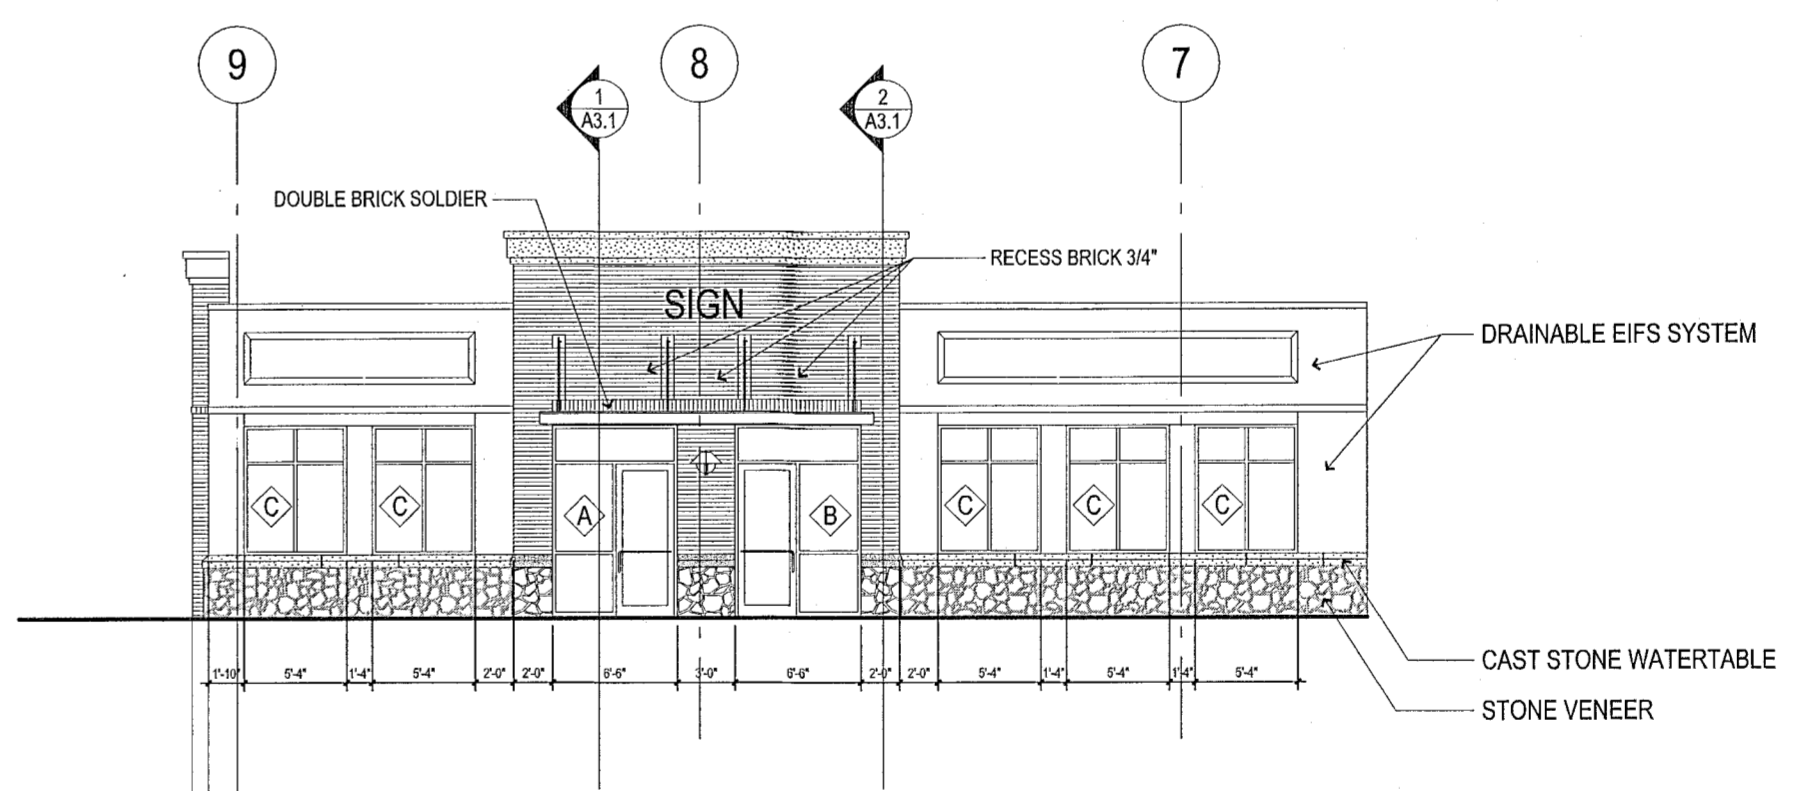 9
8
7
1
A3.1
2
A3.1
DOUBLE BRICK SOLDIER
RECESS BRICK 3/4"
SIGN
DRAINABLE EIFS SYSTEM
C
C
A
B
C
C
C
1'-10"
5'-4"
1'-4"
5'-4"
2'-0"
2'-0"
6'-6"
3'-0"
6'-6"
2'-0"
2'-0"
5'-4"
1'-4"
5'-4"
1'-4"
5'-4"
CAST STONE WATERTABLE
STONE VENEER